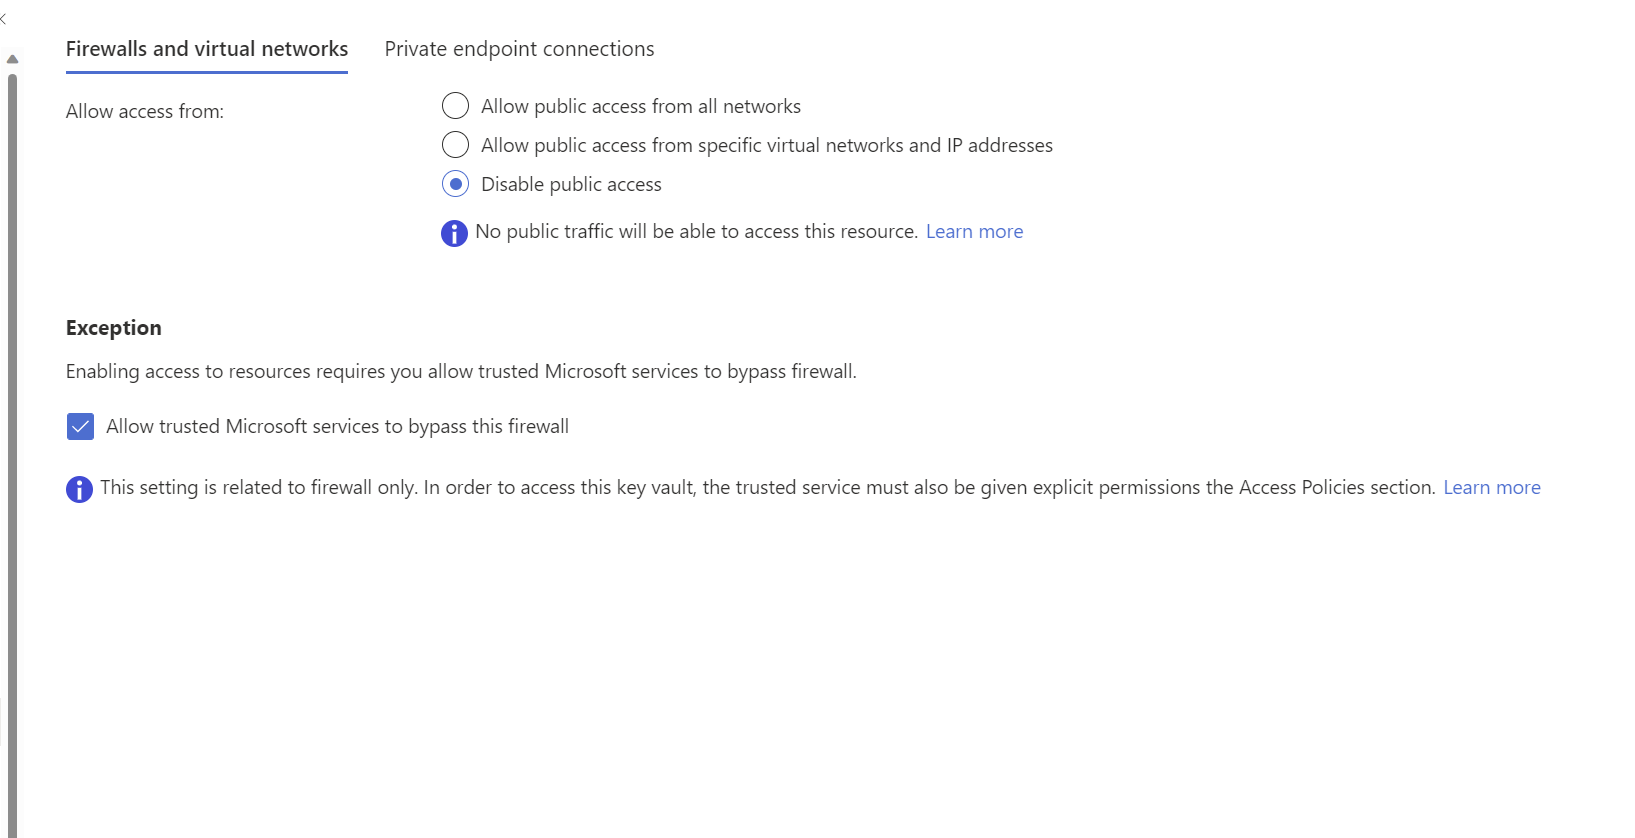 Firewalls and virtual networks
Private endpoint connections
Allow access from:
Allow public access from all networks
Allow public access from specific virtual networks and IP addresses
Disable public access
No public traffic will be able to access this resource. Learn more
Exception
Enabling access to resources requires you allow trusted Microsoft services to bypass firewall.
Allow trusted Microsoft services to bypass this firewall
This setting is related to firewall only. In order to access this key vault, the trusted service must also be given explicit permissions the Access Policies section. Learn more